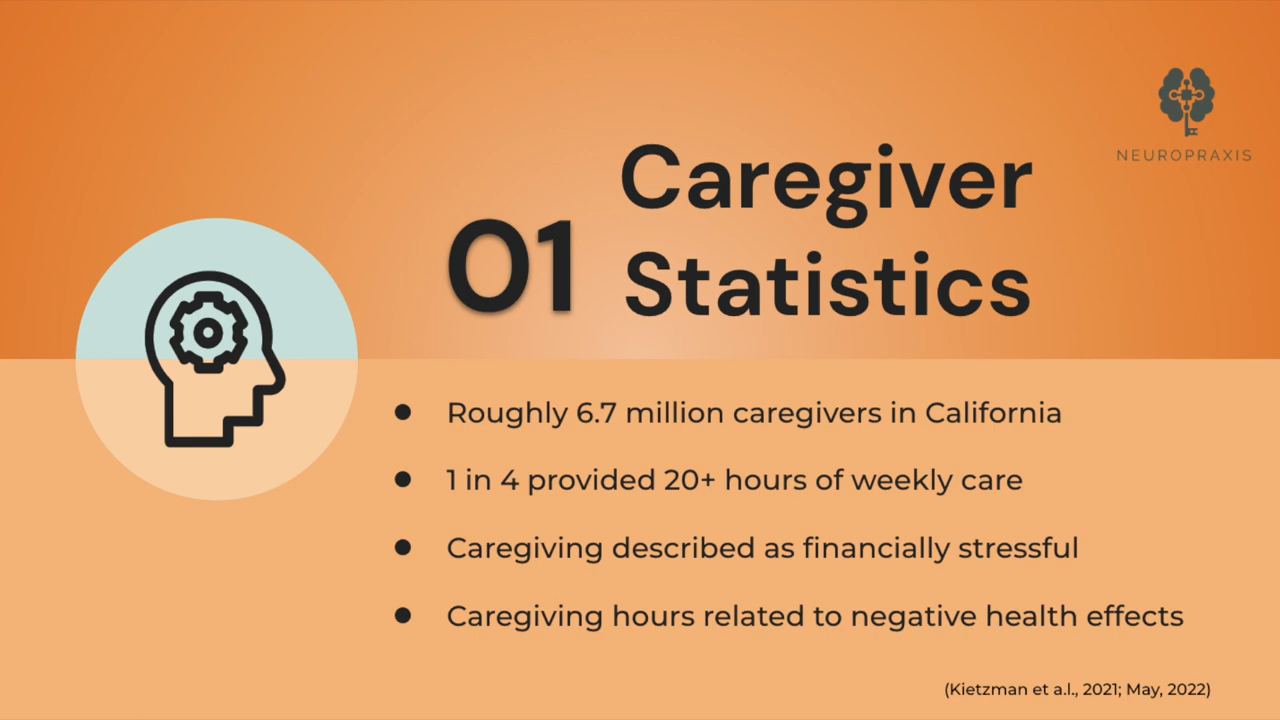 NEUROPRAXIS
01
Caregiver
Statistics
● Roughly 6.7 million caregivers in California
● 1 in 4 provided 20+ hours of weekly care
● Caregiving described as financially stressful
● Caregiving hours related to negative health effects
(Kietzman et a.l., 2021; May, 2022)